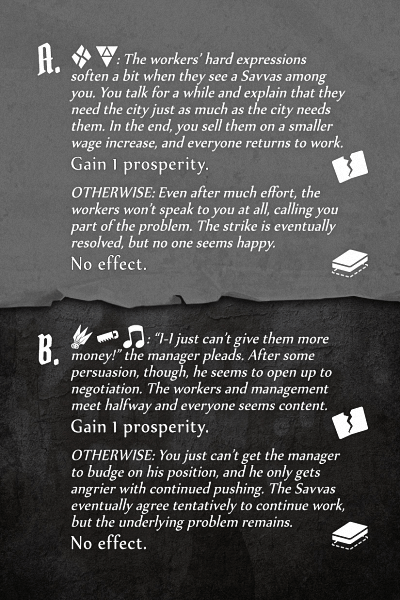 A.
: The workers' hard expressions
soften a bit when they see a Savvas among
you. You talk for a while and explain that they
need the city just as much as the city needs
them. In the end, you sell them on a smaller
wage increase, and everyone returns to work.
Gain 1 prosperity.
OTHERWISE: Even after much effort, the
workers won't speak to you at all, calling you
part of the problem. The strike is eventually
resolved, but no one seems happy.
No effect.
B.
: "I-I just can't give them more
money!" the manager pleads. After some
persuasion, though, he seems to open up to
negotiation. The workers and management
meet halfway and everyone seems content.
Gain 1 prosperity.
OTHERWISE: You just can't get the manager
to budge on his position, and he only gets
angrier with continued pushing. The Savvas
eventually agree tentatively to continue work,
but the underlying problem remains.
No effect.